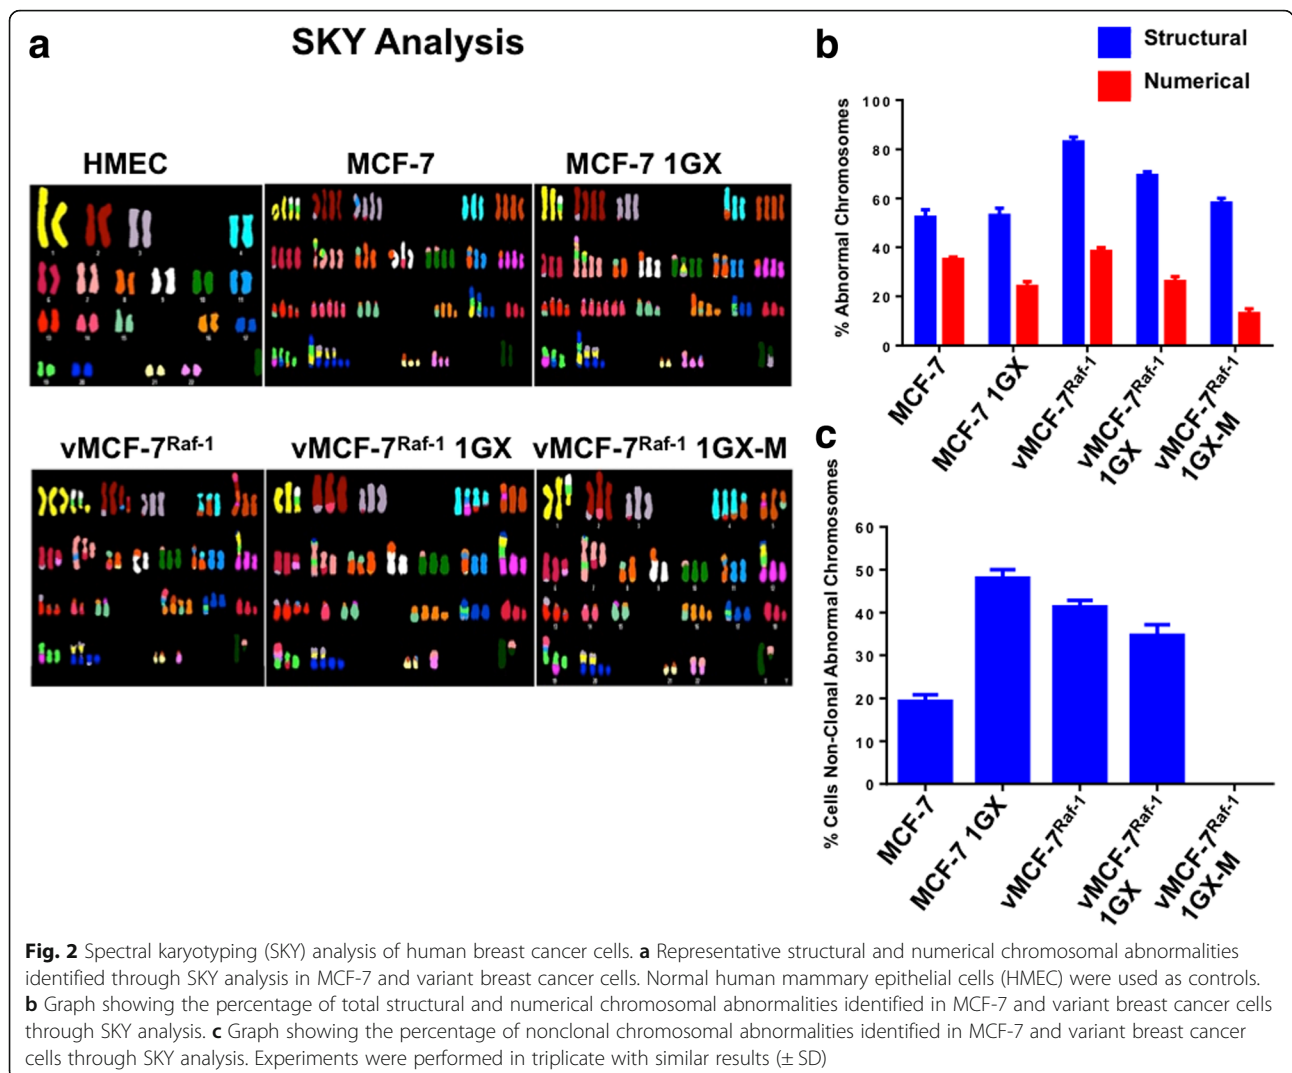 a
SKY Analysis
HMEC
MCF-7
MCF-7 1GX
vMCF-7Raf-1
vMCF-7Raf-1 1GX
vMCF-7Raf-1 1GX-M
b
Structural
Numerical
% Abnormal Chromosomes
100
80
60
40
20
0
MCF-7
MCF-7 1GX
vMCF-7Raf-1
vMCF-7Raf-1
1GX
vMCF-7Raf-1
1GX-M
c
% Cells Non-Clonal Abnormal Chromosomes
60
50
40
30
20
10
0
MCF-7
MCF-7 1GX
vMCF-7Raf-1
vMCF-7Raf-1
1GX
vMCF-7Raf-1
1GX-M
Fig. 2 Spectral karyotyping (SKY) analysis of human breast cancer cells. a Representative structural and numerical chromosomal abnormalities
identified through SKY analysis in MCF-7 and variant breast cancer cells. Normal human mammary epithelial cells (HMEC) were used as controls.
b Graph showing the percentage of total structural and numerical chromosomal abnormalities identified in MCF-7 and variant breast cancer cells
through SKY analysis. c Graph showing the percentage of nonclonal chromosomal abnormalities identified in MCF-7 and variant breast cancer
cells through SKY analysis. Experiments were performed in triplicate with similar results (± SD)